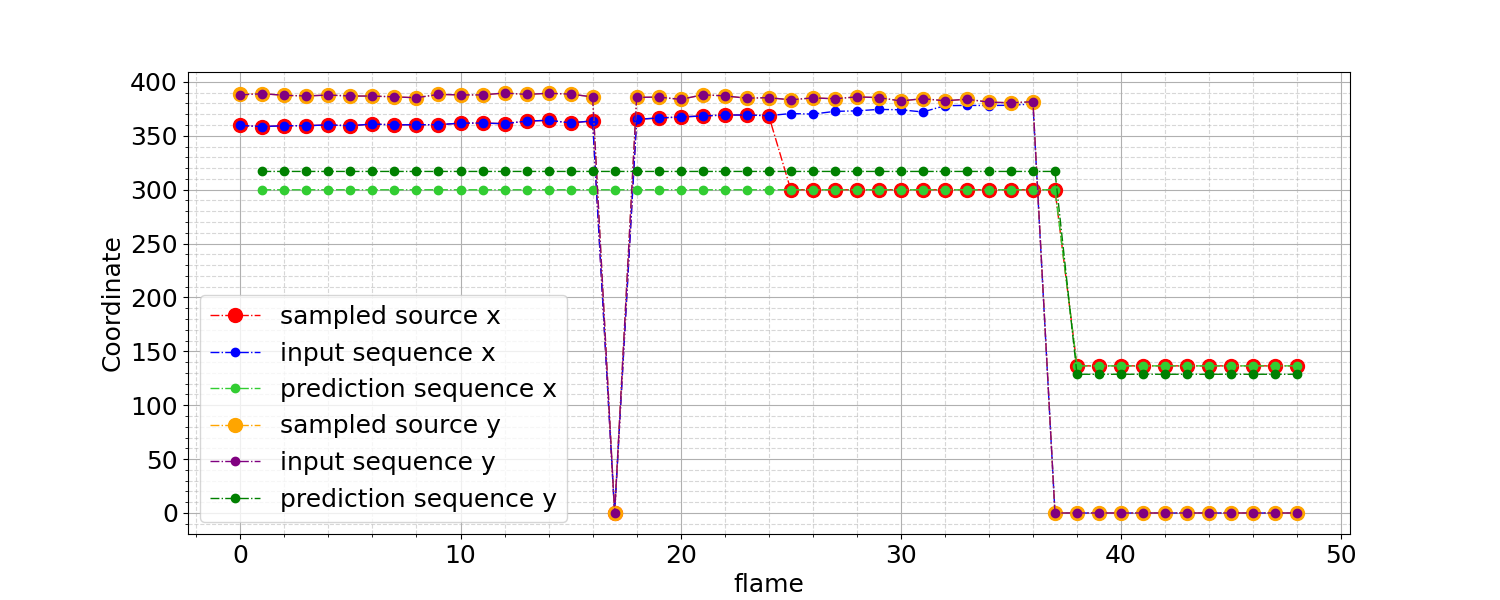 400
350
300
250
200
150
100
50
0
Coordinate
sampled source x
input sequence x
prediction sequence x
sampled source y
input sequence y
prediction sequence y
0 10 20 30 40 50
flame